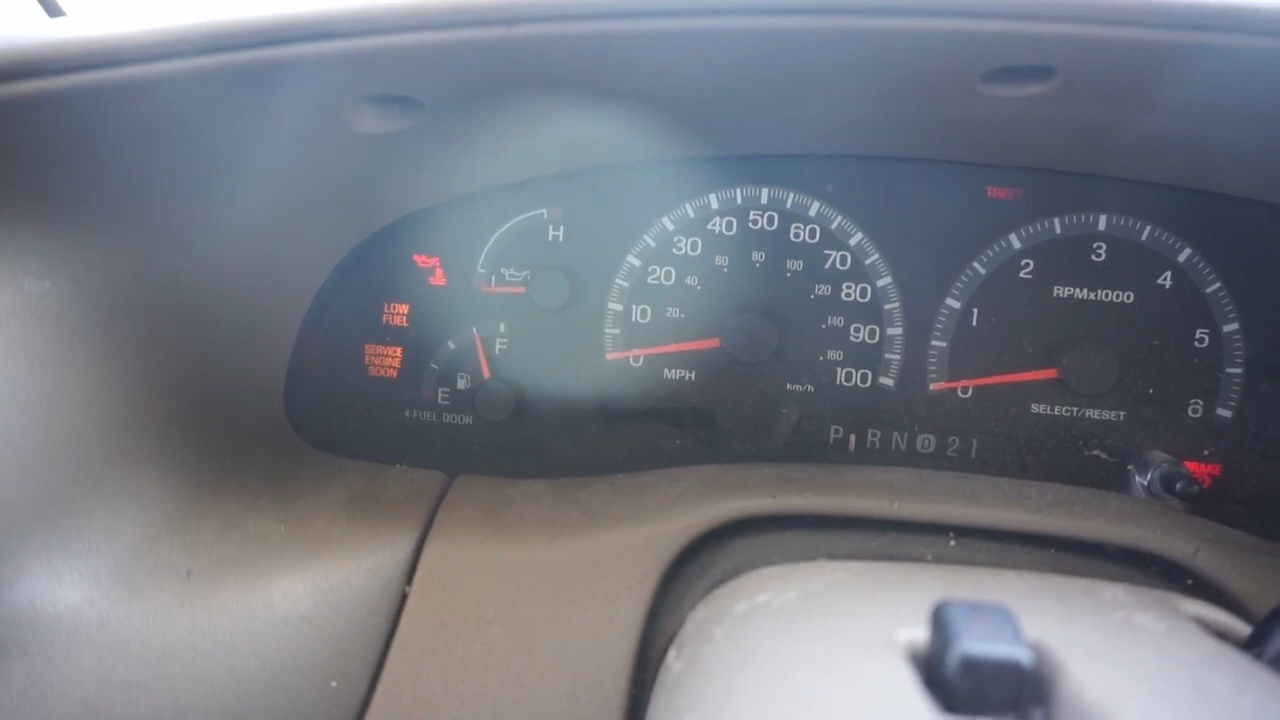 THEFT
H
LOW
FUEL
SERVICE
ENGINE
SOON
F
E
FUEL DOOR
0 10 20 30 40 50 60 70 80 90 100
20 40 60 80 100 120 140 160
MPH
km/h
0 1 2 3 4 5 6
RPMx1000
SELECT/RESET
P R N D 2 1
BRAKE